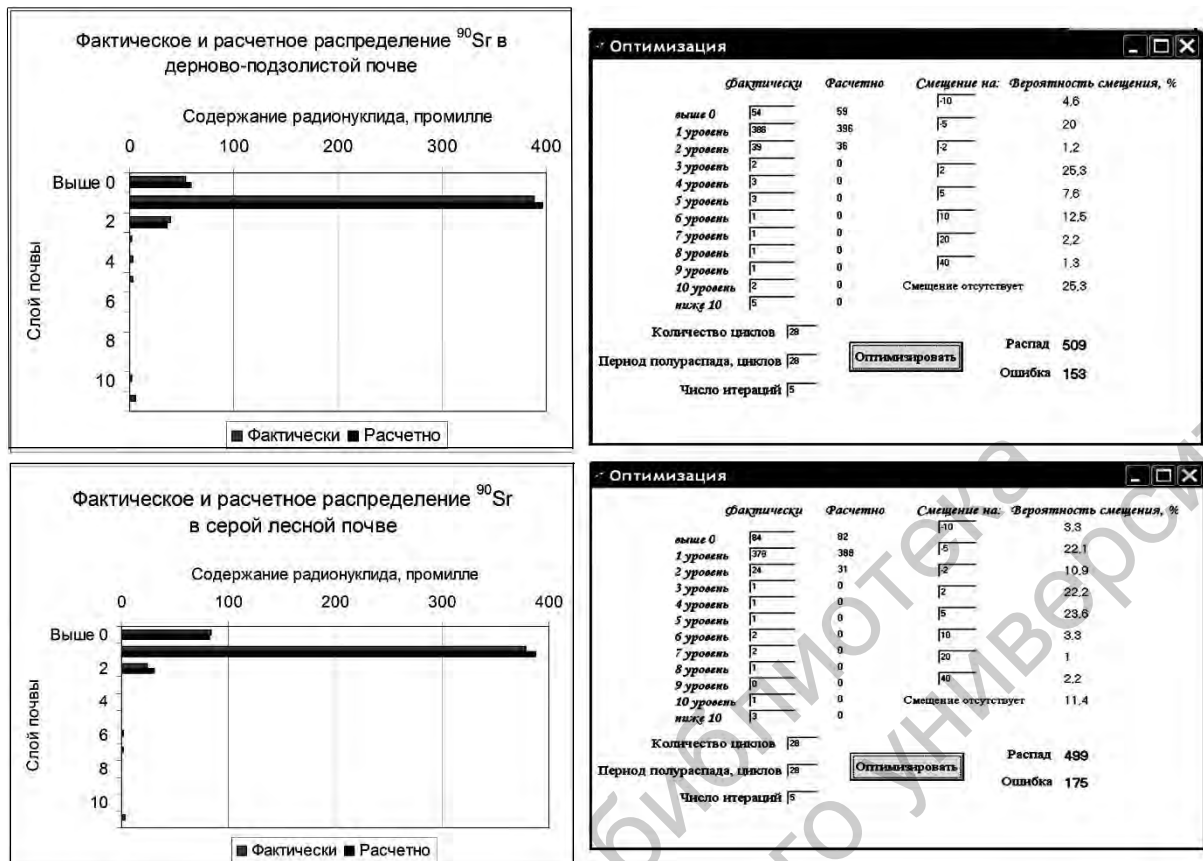 Фактическое и расчетное распределение ⁹⁰Sr в
дерново-подзолистой почве
Содержание радионуклида, промилле
0 100 200 300 400
Слой почвы
Выше 0
2
4
6
8
10
Фактически Расчетно
Оптимизация
Фактически Расчетно Смещение на: Вероятность смещения, %
выше 0 54 59
1 уровень 388 396
2 уровень 39 36
3 уровень 2 0
4 уровень 3 0
5 уровень 3 0
6 уровень 1 0
7 уровень 1 0
8 уровень 1 0
9 уровень 1 0
10 уровень 2 0
ниже 10 5 0
-10 4,6
-5 20
-2 1,2
2 25,3
5 7,6
10 12,5
20 2,2
40 1,3
Смещение отсутствует 25,3
Количество циклов 28
Период полураспада, циклов 28
Число итераций 5
Оптимизировать
Распад 509
Ошибка 153
Фактическое и расчетное распределение ⁹⁰Sr
в серой лесной почве
Содержание радионуклида, промилле
0 100 200 300 400
Слой почвы
Выше 0
2
4
6
8
10
Фактически Расчетно
Оптимизация
Фактически Расчетно Смещение на: Вероятность смещения, %
выше 0 84 82
1 уровень 379 388
2 уровень 24 31
3 уровень 1 0
4 уровень 1 0
5 уровень 1 0
6 уровень 2 0
7 уровень 2 0
8 уровень 1 0
9 уровень 0 0
10 уровень 1 0
ниже 10 3 0
-10 3,3
-5 22,1
-2 10,9
2 22,2
5 23,6
10 3,3
20 1
40 2,2
Смещение отсутствует 11,4
Количество циклов 28
Период полураспада, циклов 28
Число итераций 5
Оптимизировать
Распад 499
Ошибка 175